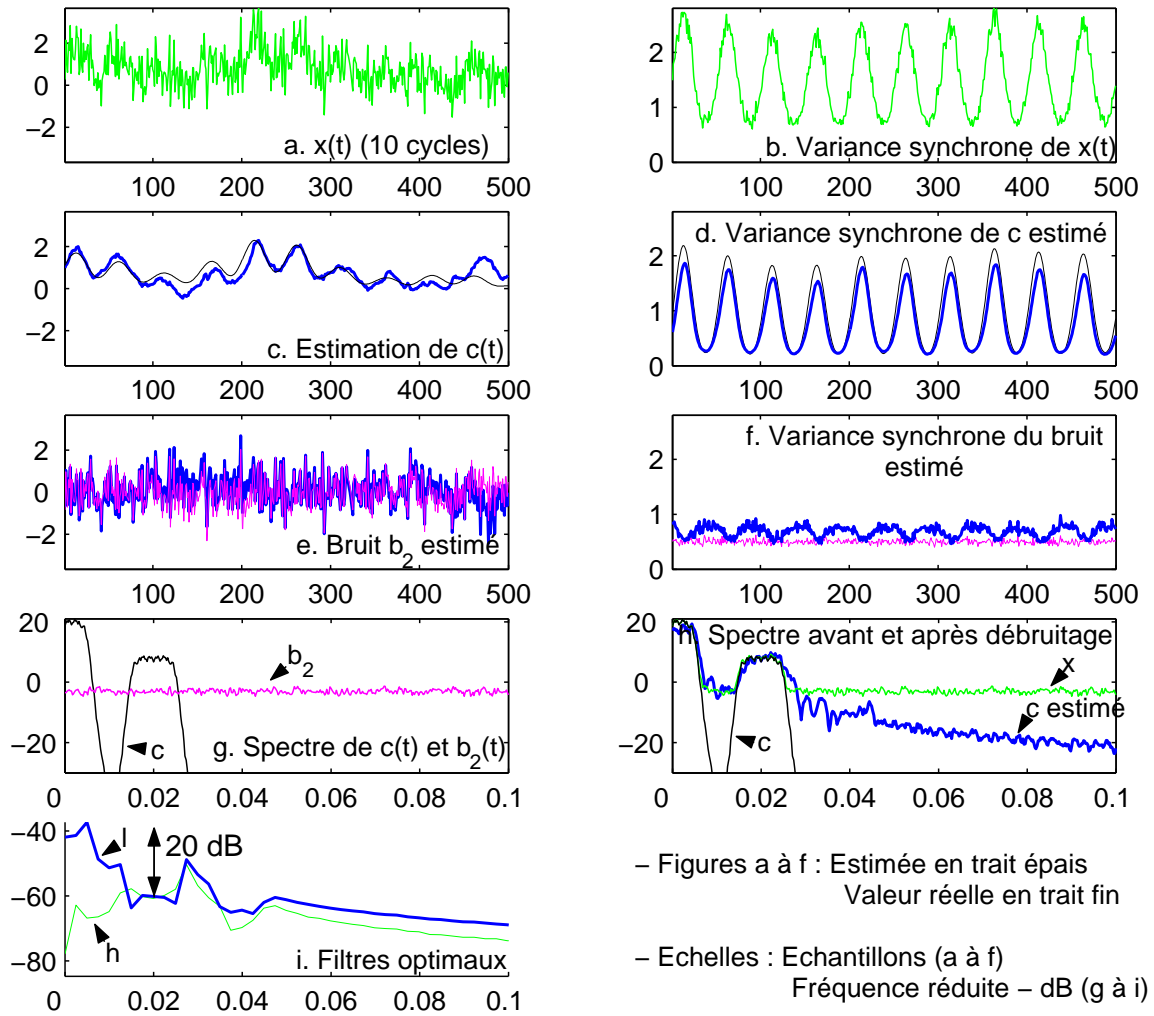 2
0
−2
a. x(t) (10 cycles)
100 200 300 400 500
2
1
0
b. Variance synchrone de x(t)
100 200 300 400 500
2
0
−2
c. Estimation de c(t)
100 200 300 400 500
2
1
0
d. Variance synchrone de c estimé
100 200 300 400 500
2
0
−2
e. Bruit b2 estimé
100 200 300 400 500
2
1
0
f. Variance synchrone du bruit
estimé
100 200 300 400 500
20
0
−20
b2
c
g. Spectre de c(t) et b2(t)
0 0.02 0.04 0.06 0.08 0.1
20
0
−20
h. Spectre avant et après débruitage
x
c estimé
c
0 0.02 0.04 0.06 0.08 0.1
−40
−60
−80
l
20 dB
h
i. Filtres optimaux
0 0.02 0.04 0.06 0.08 0.1
− Figures a à f : Estimée en trait épais
Valeur réelle en trait fin
− Echelles : Echantillons (a à f)
Fréquence réduite − dB (g à i)